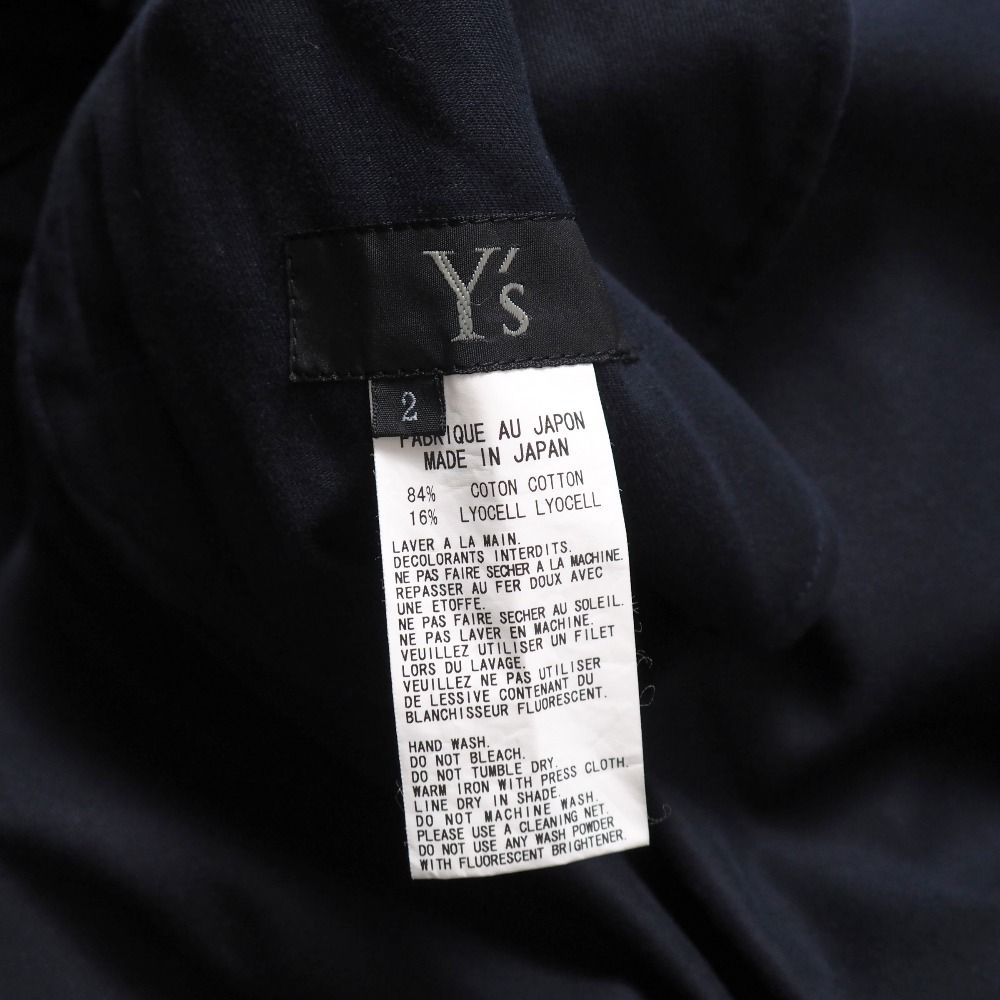 Y's
2
FABRIQUE AU JAPON
MADE IN JAPAN
84% COTON COTTON
16% LYOCELL LYOCELL
LAVER A LA MAIN.
DECOLORANTS INTERDITS.
NE PAS FAIRE SECHER A LA MACHINE.
REPASSER AU FER DOUX AVEC
UNE ETOFFE.
NE PAS FAIRE SECHER AU SOLEIL.
NE PAS LAVER EN MACHINE.
VEUILLEZ UTILISER UN FILET
LORS DU LAVAGE.
VEUILLEZ NE PAS UTILISER
DE LESSIVE CONTENANT DU
BLANCHISSEUR FLUORESCENT.
HAND WASH.
DO NOT BLEACH.
DO NOT TUMBLE DRY.
WARM IRON WITH PRESS CLOTH.
LINE DRY IN SHADE.
DO NOT MACHINE WASH.
PLEASE USE A CLEANING NET.
DO NOT USE ANY WASH POWDER
WITH FLUORESCENT BRIGHTENER.